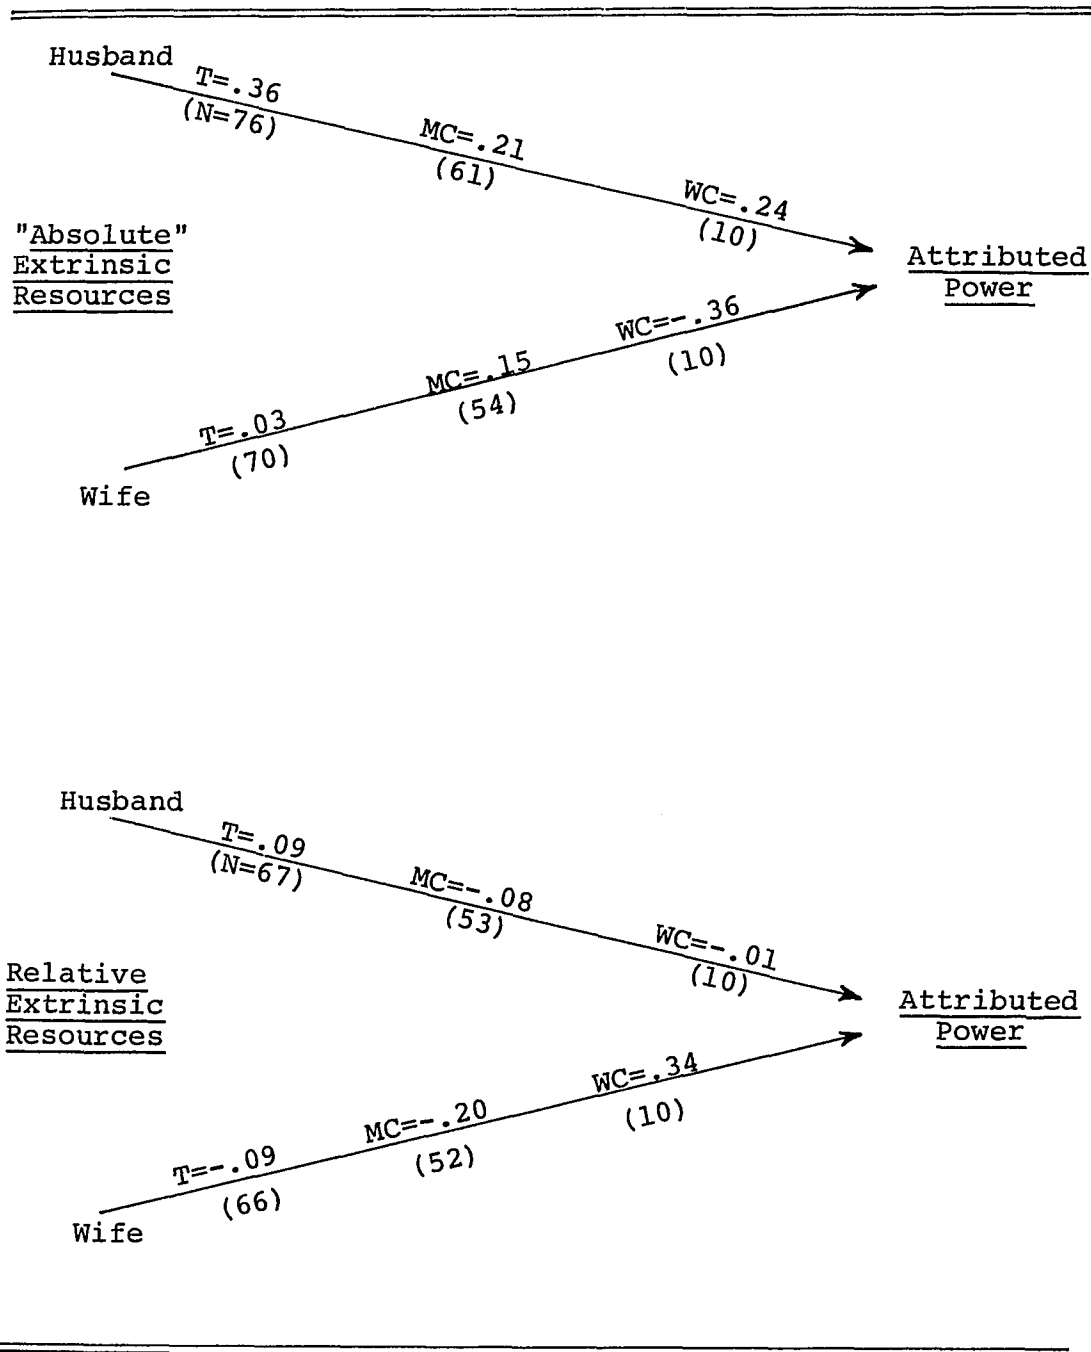 Husband
T=.36
(N=76)
MC=.21
(61)
WC=.24
(10)
"Absolute"
Extrinsic
Resources
Attributed
Power
WC=-.36
(10)
MC=.15
(54)
T=.03
(70)
Wife
Husband
T=.09
(N=67)
MC=-.08
(53)
WC=-.01
(10)
Relative
Extrinsic
Resources
Attributed
Power
WC=.34
(10)
MC=-.20
(52)
T=-.09
(66)
Wife